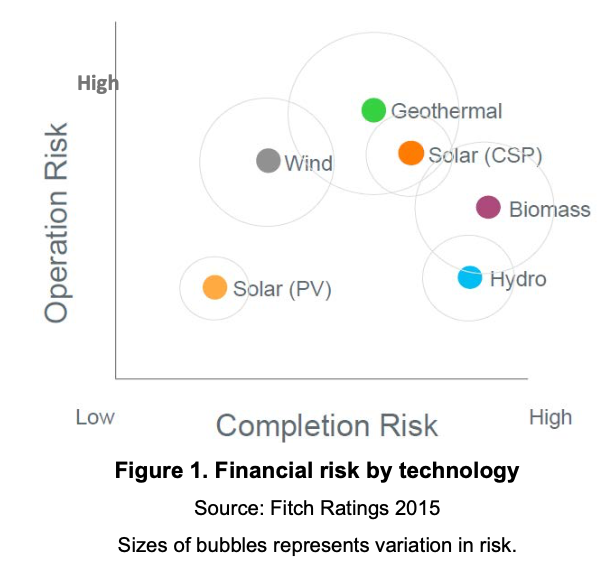 High
Operation Risk
Geothermal
Solar (CSP)
Wind
Biomass
Solar (PV)
Hydro
Low
Completion Risk
High
Figure 1. Financial risk by technology
Source: Fitch Ratings 2015
Sizes of bubbles represents variation in risk.